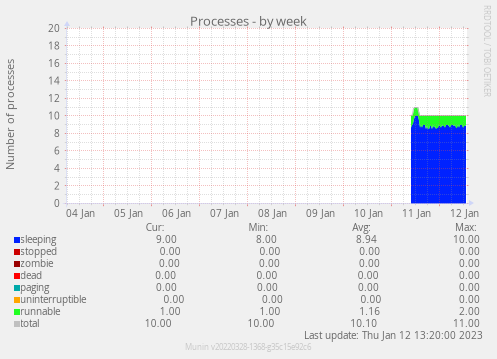 Processes - by week
RRDTOOL / TOBI OETIKER
Number of processes
20
18
16
14
12
10
8
6
4
2
0
04 Jan 05 Jan 06 Jan 07 Jan 08 Jan 09 Jan 10 Jan 11 Jan 12 Jan
Cur: Min: Avg: Max:
sleeping 9.00 8.00 8.94 10.00
stopped 0.00 0.00 0.00 0.00
zombie 0.00 0.00 0.00 0.00
dead 0.00 0.00 0.00 0.00
paging 0.00 0.00 0.00 0.00
uninterruptible 0.00 0.00 0.00 0.00
runnable 1.00 1.00 1.16 2.00
total 10.00 10.00 10.10 11.00
Last update: Thu Jan 12 13:20:00 2023
Munin v20220328-1368-g35c15e92c6